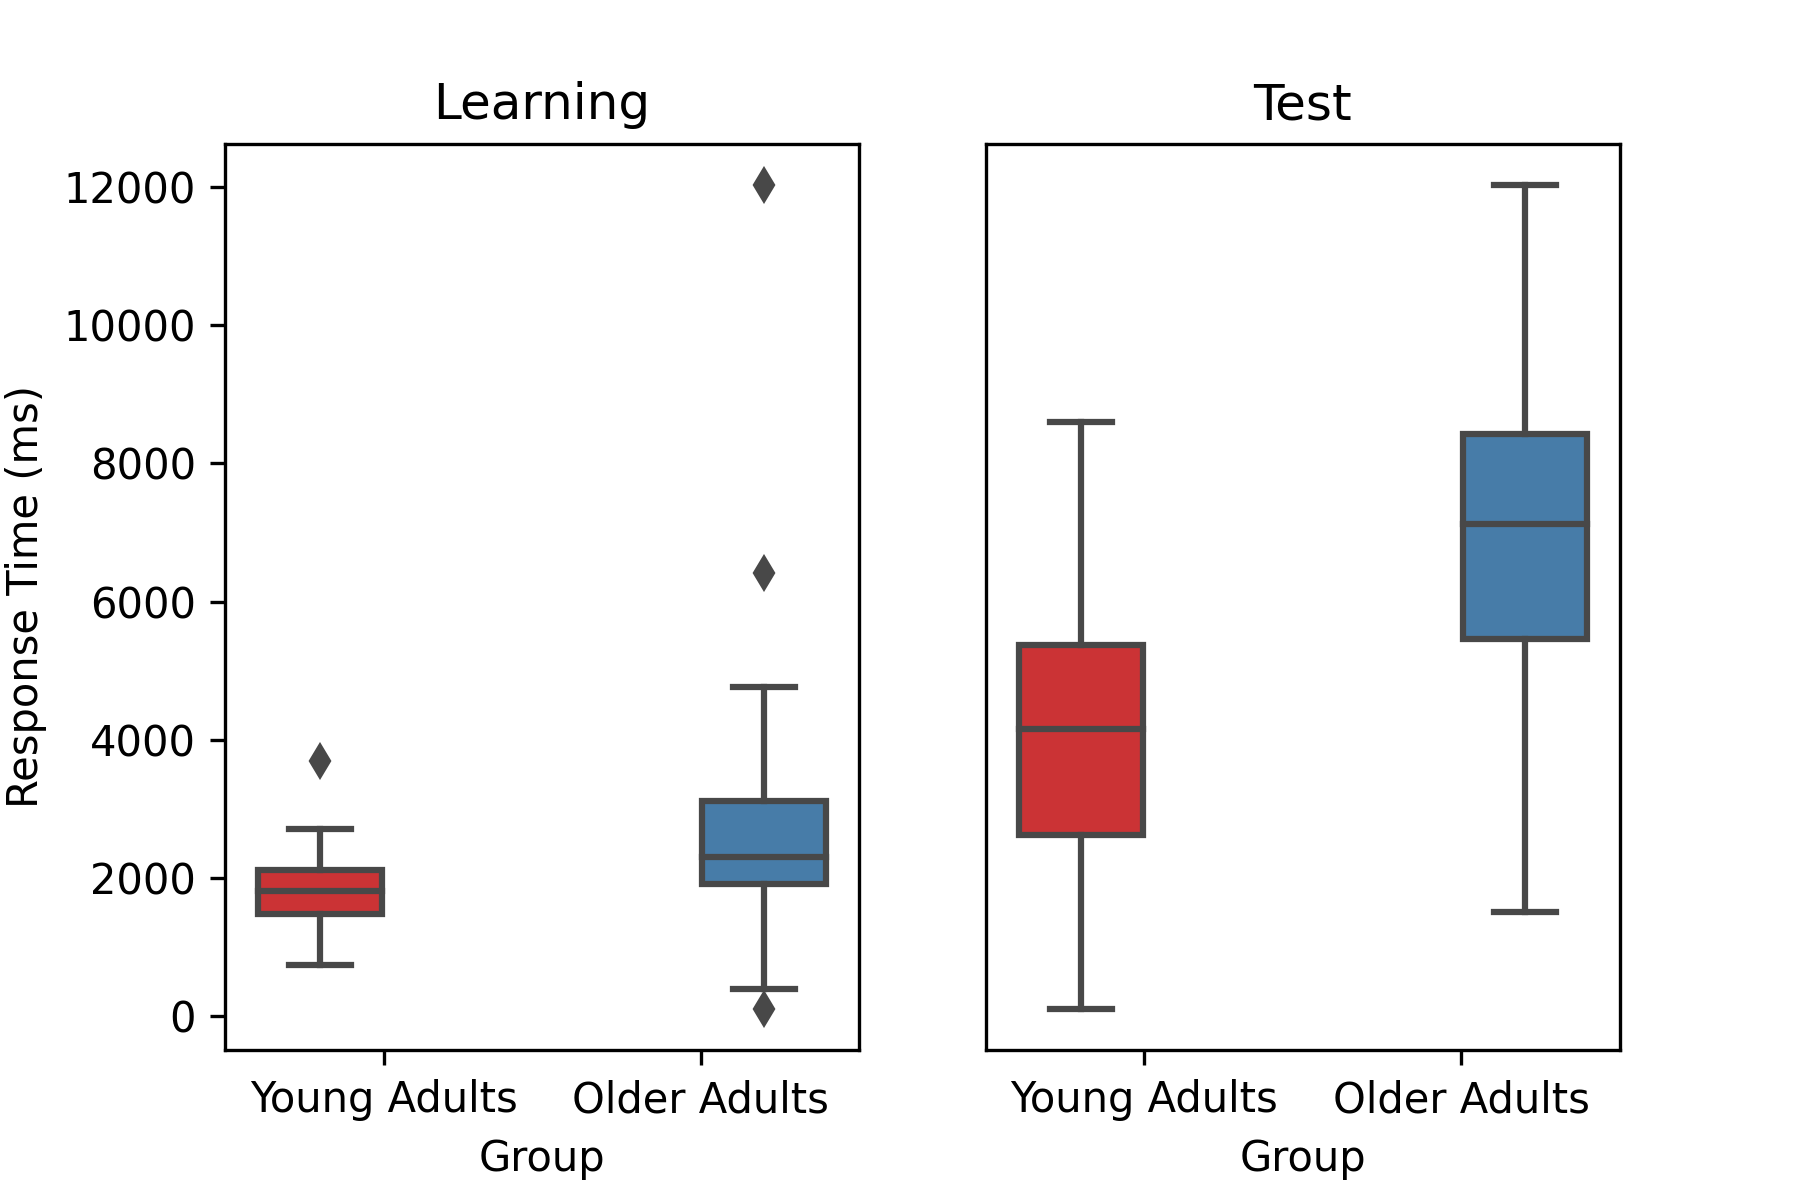 Learning
Test
12000
10000
8000
6000
4000
2000
0
Response Time (ms)
Young Adults
Older Adults
Group
Young Adults
Older Adults
Group